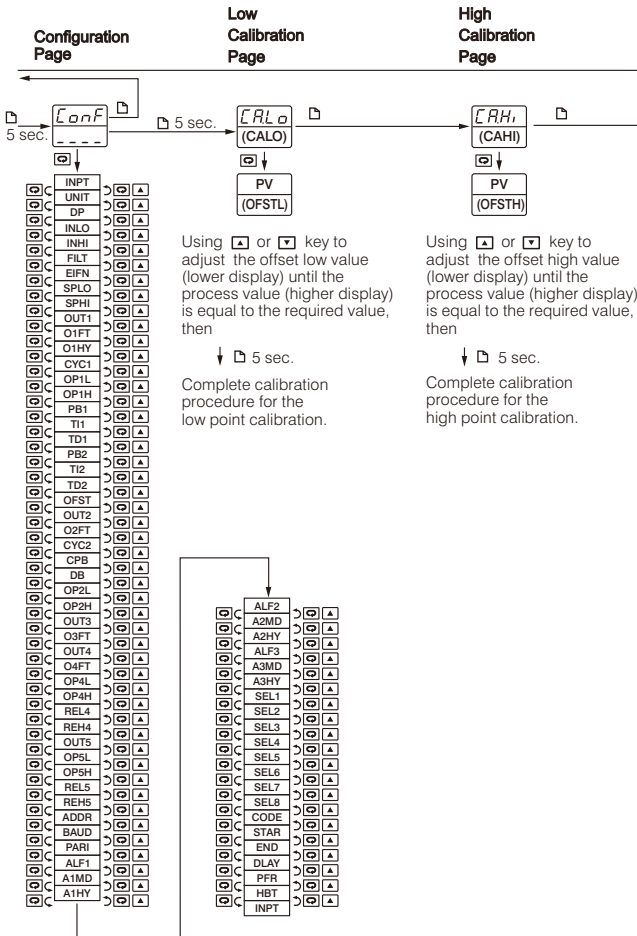 Configuration
Page
Low
Calibration
Page
High
Calibration
Page
5 sec.
ConF
_ _ _ _
5 sec.
CALo
(CALO)
CAHi
(CAHI)
PV
(OFSTL)
PV
(OFSTH)
Using or key to
adjust the offset low value
(lower display) until the
process value (higher display)
is equal to the required value,
then
5 sec.
Complete calibration
procedure for the
low point calibration.
Using or key to
adjust the offset high value
(lower display) until the
process value (higher display)
is equal to the required value,
then
5 sec.
Complete calibration
procedure for the
high point calibration.
INPT
UNIT
DP
INLO
INHI
FILT
EIFN
SPLO
SPHI
OUT1
O1FT
O1HY
CYC1
OP1L
OP1H
PB1
TI1
TD1
PB2
TI2
TD2
OFST
OUT2
O2FT
CYC2
CPB
DB
OP2L
OP2H
OUT3
O3FT
OUT4
O4FT
OP4L
OP4H
REL4
REH4
OUT5
OP5L
OP5H
REL5
REH5
ADDR
BAUD
PARI
ALF1
A1MD
A1HY
ALF2
A2MD
A2HY
ALF3
A3MD
A3HY
SEL1
SEL2
SEL3
SEL4
SEL5
SEL6
SEL7
SEL8
CODE
STAR
END
DLAY
PFR
HBT
INPT